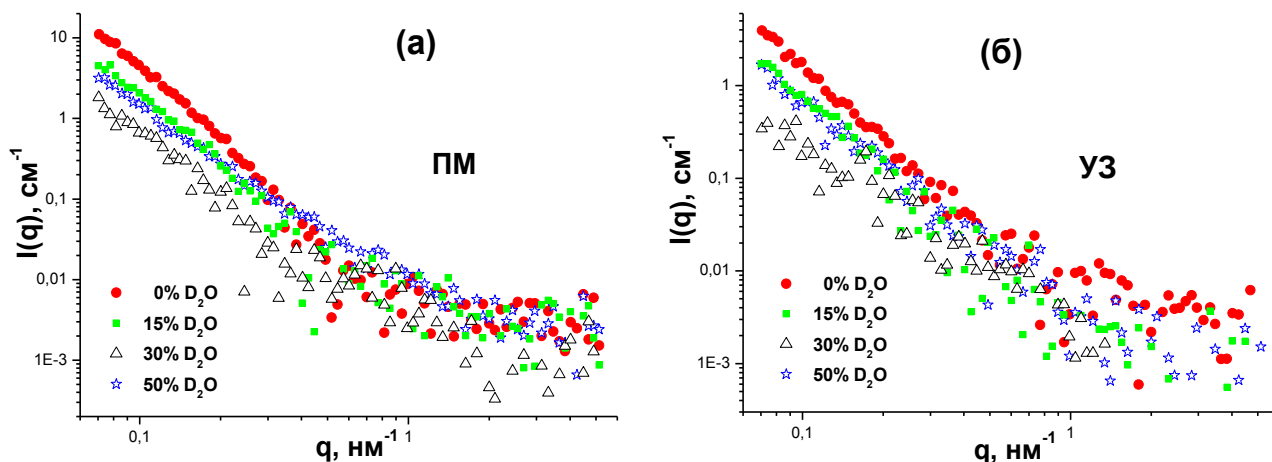 (а)
ПМ
I(q), см⁻¹
10
1
0,1
0,01
1E-3
0% D₂O
15% D₂O
30% D₂O
50% D₂O
0,1
1
q, нм⁻¹
(б)
УЗ
I(q), см⁻¹
1
0,1
0,01
1E-3
0% D₂O
15% D₂O
30% D₂O
50% D₂O
0,1
1
q, нм⁻¹